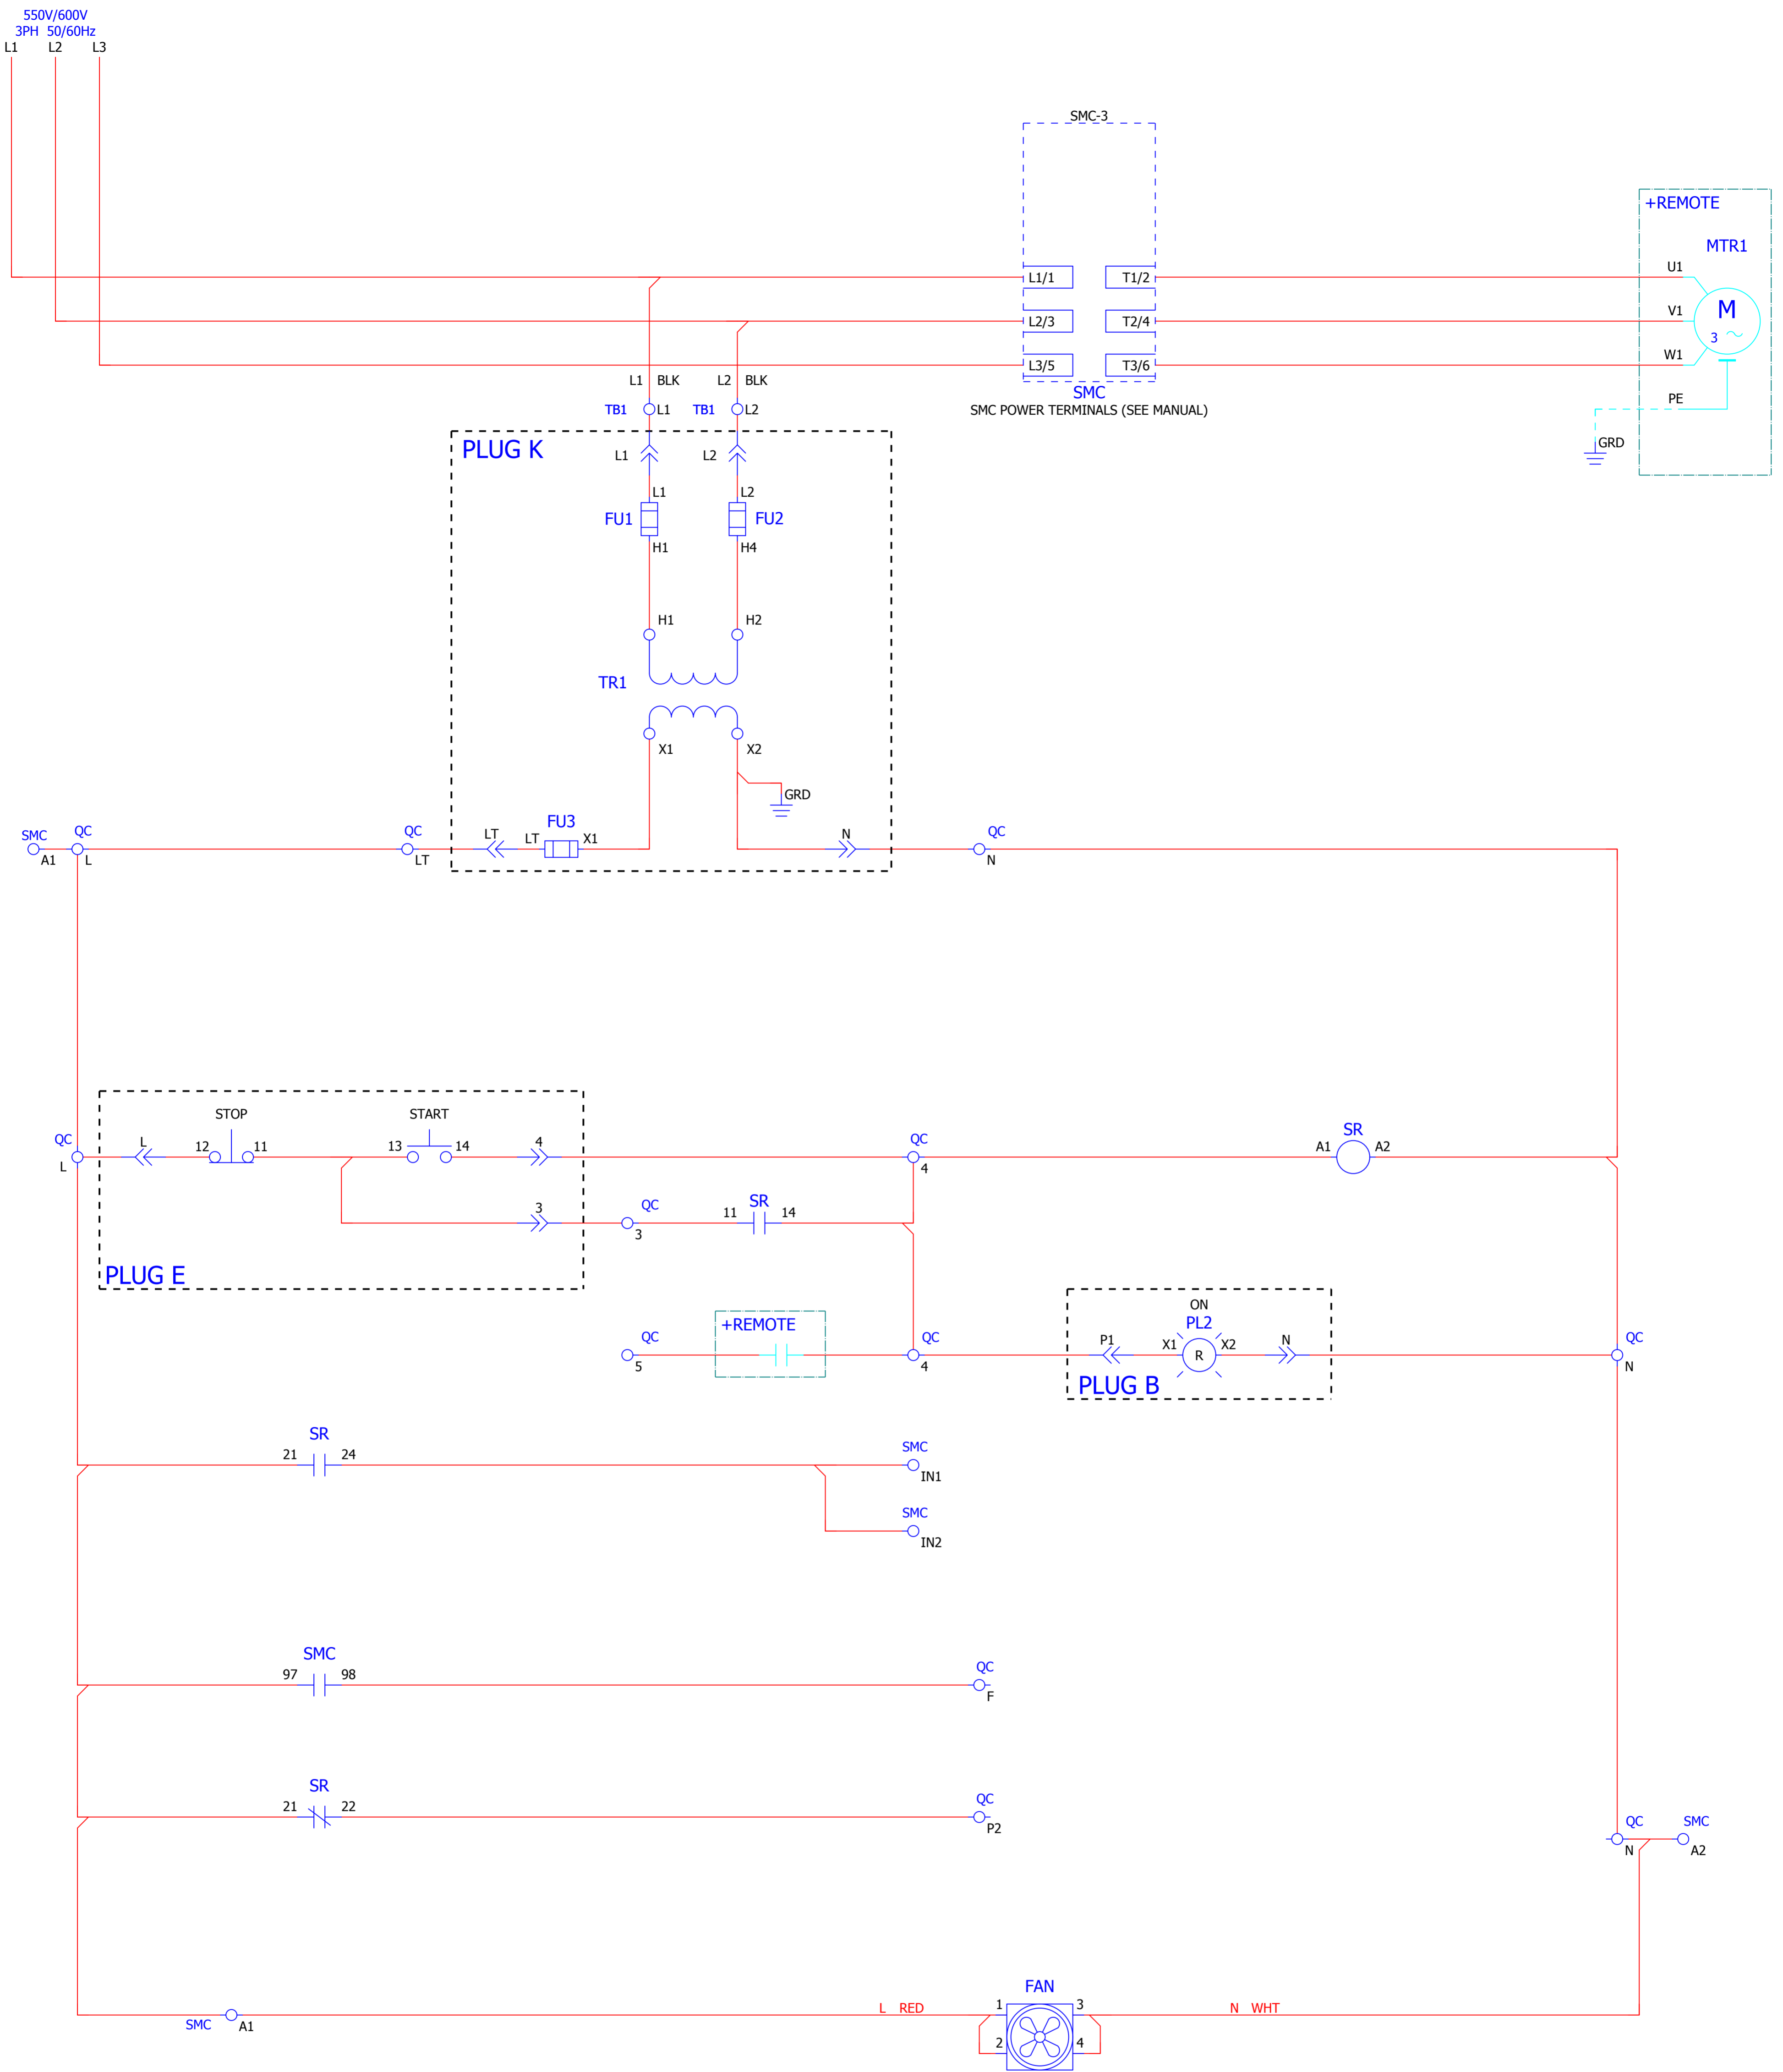 550V/600V
3PH 50/60Hz
L1 L2 L3
SMC-3
+REMOTE
MTR1
L1/1 T1/2 U1
L2/3 T2/4 V1
M
3
L3/5 T3/6 W1
L1 BLK L2 BLK
SMC
SMC POWER TERMINALS (SEE MANUAL)
PE
TB1 L1 TB1 L2
GRD
PLUG K
L1 L2
L1 L2
FU1 FU2
H1 H4
H1 H2
TR1
X1 X2
GRD
SMC QC QC LT LT FU3 X1 N QC
A1 L LT N
STOP START
QC L 12 11 13 14 4 QC SR
L 4 A1 A2
3 QC 11 SR 14
3
PLUG E
+REMOTE ON
PL2
QC QC P1 X1 X2 N QC
R
5 4 N
PLUG B
SR
21 24 SMC
IN1
SMC
IN2
SMC
97 98 QC
F
SR
21 22 QC
P2
QC SMC
N A2
FAN
L RED 1 3 N WHT
SMC A1
2 4